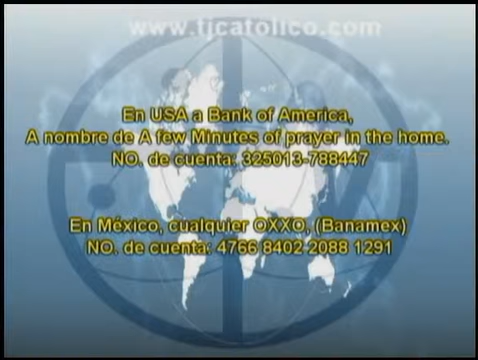 www.tjcatolico.com
En USA a Bank of America,
A nombre de A few Minutes of prayer in the home.
NO. de cuenta: 325013-788447
En México, cualquier OXXO, (Banamex)
NO. de cuenta: 4766 8402 2088 1291